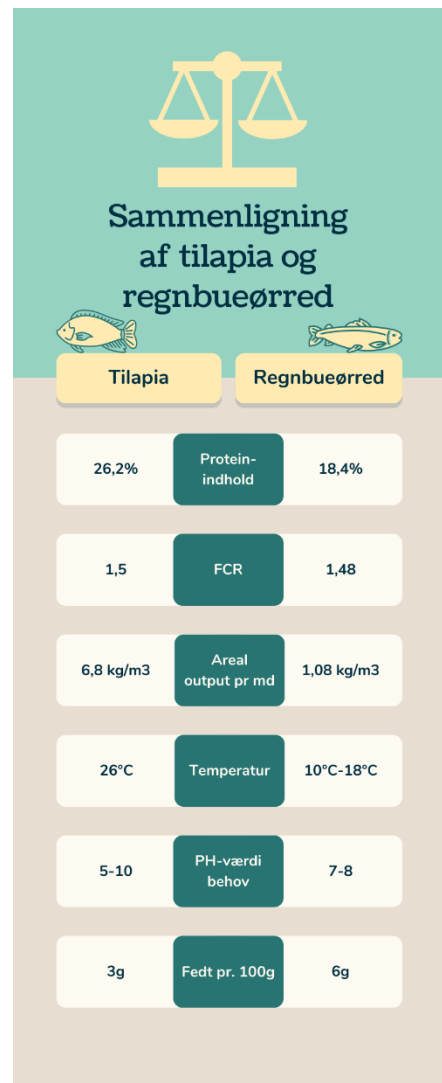 Sammenligning
af tilapia og
regnbueørred
Tilapia
Regnbueørred
26,2%
Protein-
indhold
18,4%
1,5
FCR
1,48
6,8 kg/m3
Areal
output pr md
1,08 kg/m3
26°C
Temperatur
10°C-18°C
5-10
PH-værdi
behov
7-8
3g
Fedt pr. 100g
6g